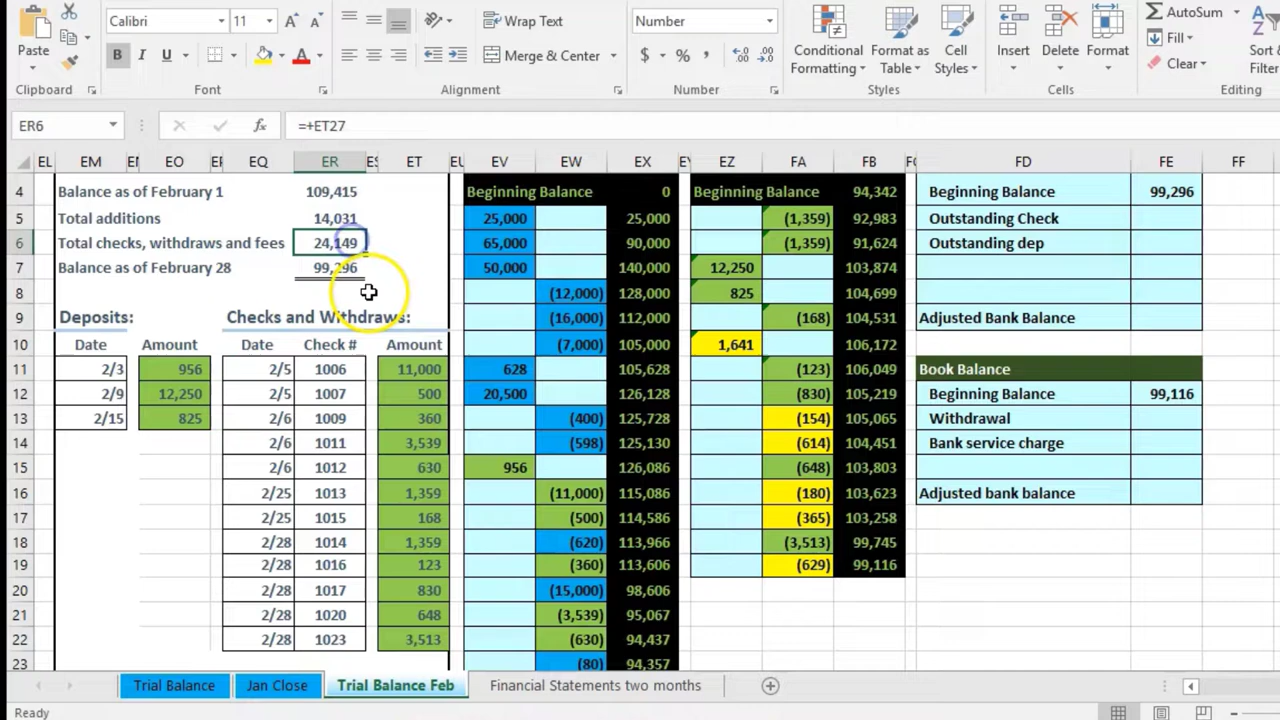 Calibri 11 A A Wrap Text Number AutoSum
Paste B I U Merge & Center $ % , Conditional Formatting Format as Table Cell Styles Insert Delete Format Fill Clear Sort Filter
Clipboard Font Alignment Number Styles Cells Editing
ER6 fx =+ET27
EL EM EO EQ ER ES ET EU EV EW EX EY EZ FA FB FD FE FF
4 Balance as of February 1 109,415 Beginning Balance 0 Beginning Balance 94,342 Beginning Balance 99,296
5 Total additions 14,031 25,000 25,000 (1,359) 92,983 Outstanding Check
6 Total checks, withdraws and fees 24,149 65,000 90,000 (1,359) 91,624 Outstanding dep
7 Balance as of February 28 99,296 50,000 140,000 12,250 103,874
8 (12,000) 128,000 825 104,699
9 Deposits: Checks and Withdraws: (16,000) 112,000 (168) 104,531 Adjusted Bank Balance
10 Date Amount Date Check # Amount (7,000) 105,000 1,641 106,172
11 2/3 956 2/5 1006 11,000 628 105,628 (123) 106,049 Book Balance
12 2/9 12,250 2/5 1007 500 20,500 126,128 (830) 105,219 Beginning Balance 99,116
13 2/15 825 2/6 1009 360 (400) 125,728 (154) 105,065 Withdrawal
14 2/6 1011 3,539 (598) 125,130 (614) 104,451 Bank service charge
15 2/6 1012 630 956 126,086 (648) 103,803
16 2/25 1013 1,359 (11,000) 115,086 (180) 103,623 Adjusted bank balance
17 2/28 1015 168 (500) 114,586 (365) 103,258
18 2/28 1014 1,359 (620) 113,966 (3,513) 99,745
19 2/28 1016 123 (360) 113,606 (629) 99,116
20 2/28 1017 830 (15,000) 98,606
21 2/28 1020 648 (3,539) 95,067
22 2/28 1023 3,513 (630) 94,437
23 (80) 94,357
Trial Balance Jan Close Trial Balance Feb Financial Statements two months
Ready